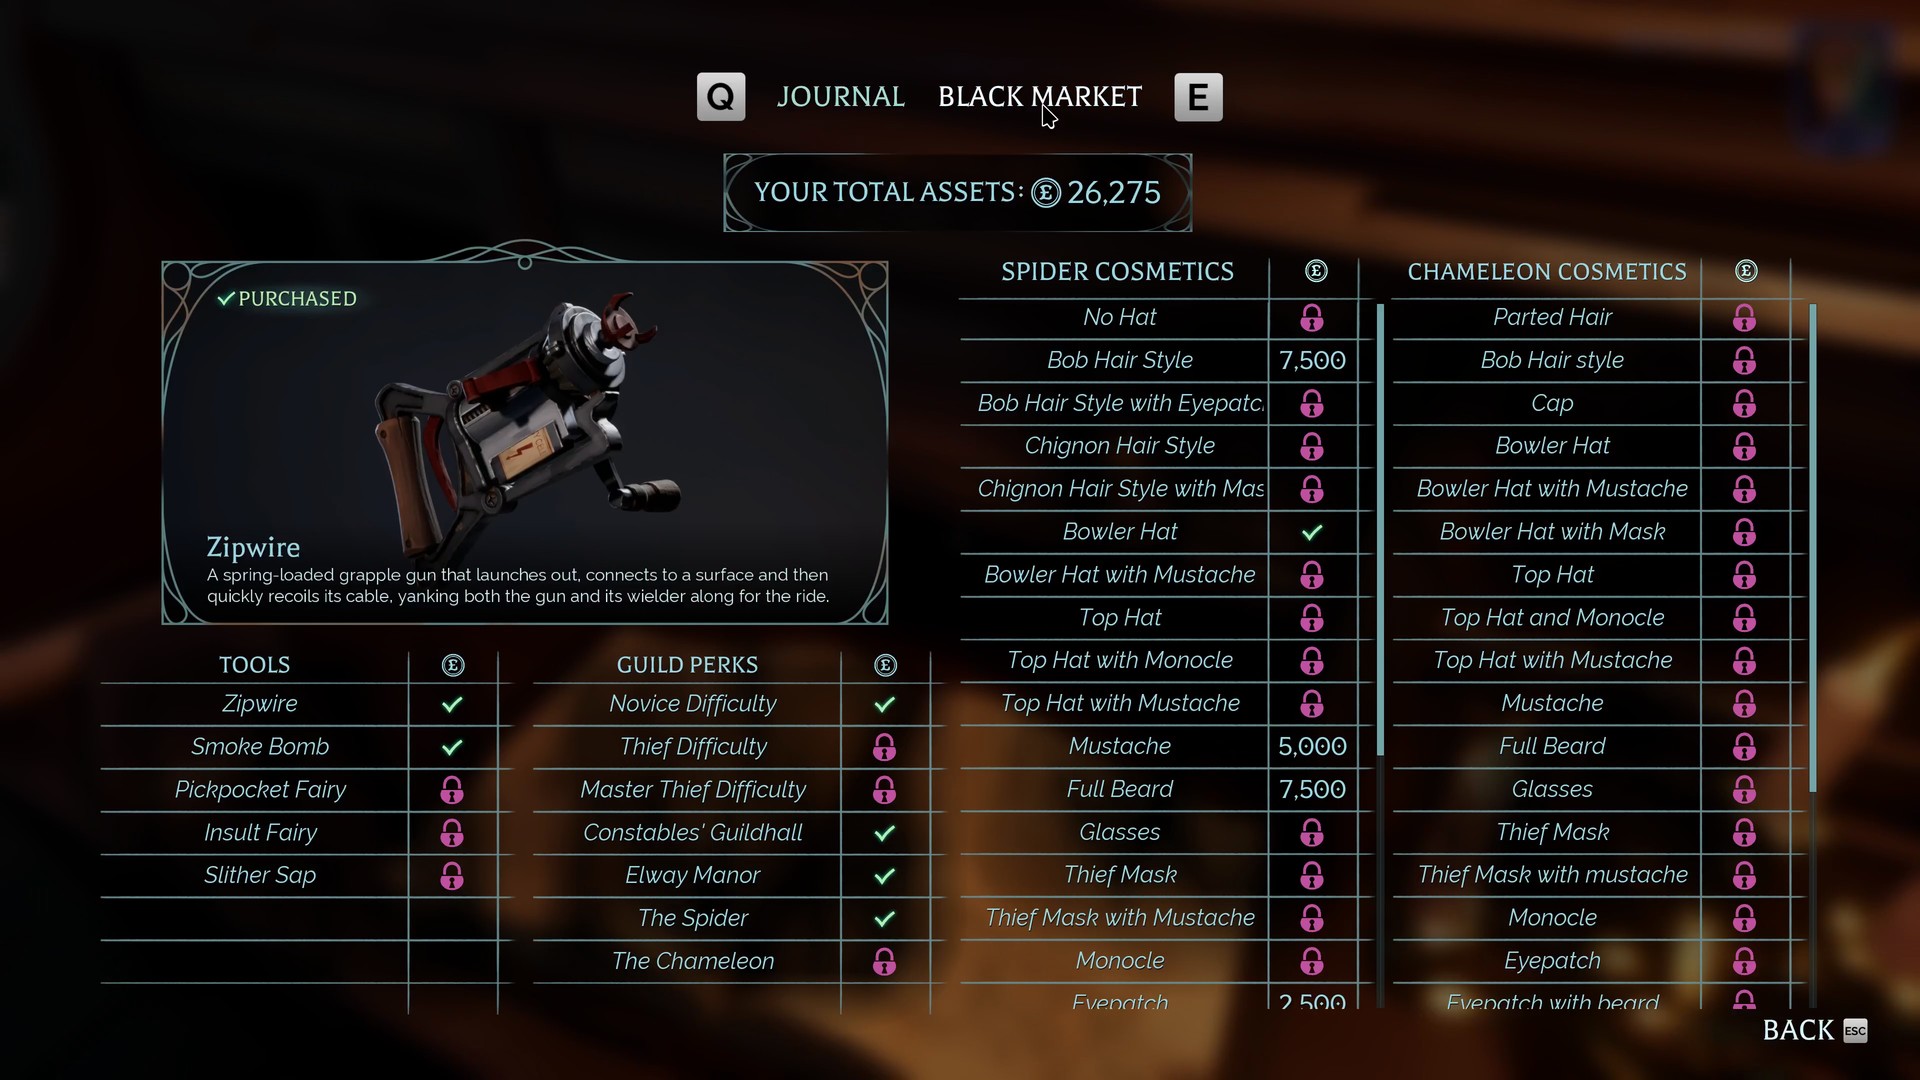 Q JOURNAL BLACK MARKET E
YOUR TOTAL ASSETS: £ 26,275
PURCHASED
Zipwire
A spring-loaded grapple gun that launches out, connects to a surface and then
quickly recoils its cable, yanking both the gun and its wielder along for the ride.
TOOLS £
Zipwire
Smoke Bomb
Pickpocket Fairy
Insult Fairy
Slither Sap
GUILD PERKS £
Novice Difficulty
Thief Difficulty
Master Thief Difficulty
Constables' Guildhall
Elway Manor
The Spider
The Chameleon
SPIDER COSMETICS £
No Hat
Bob Hair Style 7,500
Bob Hair Style with Eyepatc
Chignon Hair Style
Chignon Hair Style with Mas
Bowler Hat
Bowler Hat with Mustache
Top Hat
Top Hat with Monocle
Top Hat with Mustache
Mustache 5,000
Full Beard 7,500
Glasses
Thief Mask
Thief Mask with Mustache
Monocle
Eyepatch 2,500
CHAMELEON COSMETICS £
Parted Hair
Bob Hair style
Cap
Bowler Hat
Bowler Hat with Mustache
Bowler Hat with Mask
Top Hat
Top Hat and Monocle
Top Hat with Mustache
Mustache
Full Beard
Glasses
Thief Mask
Thief Mask with mustache
Monocle
Eyepatch
Eyepatch with beard
BACK ESC